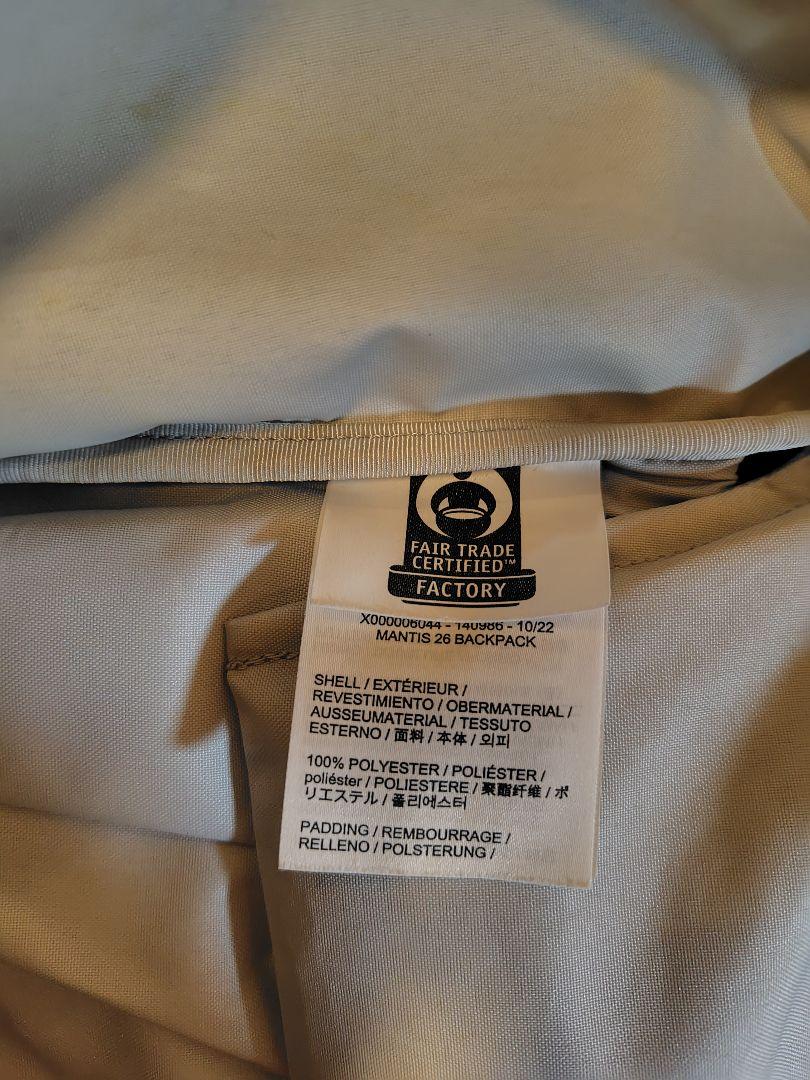 FAIR TRADE
CERTIFIED™
FACTORY
X000006044 - 140986 - 10/22
MANTIS 26 BACKPACK
SHELL / EXTÉRIEUR /
REVESTIMIENTO / OBERMATERIAL /
AUSSEUMATERIAL / TESSUTO
ESTERNO / 面料 / 本体 / 외피
100% POLYESTER / POLIÉSTER /
poliéster / POLIESTERE / 聚酯纤维 / ポ
リエステル / 폴리에스터
PADDING / REMBOURRAGE /
RELLENO / POLSTERUNG /